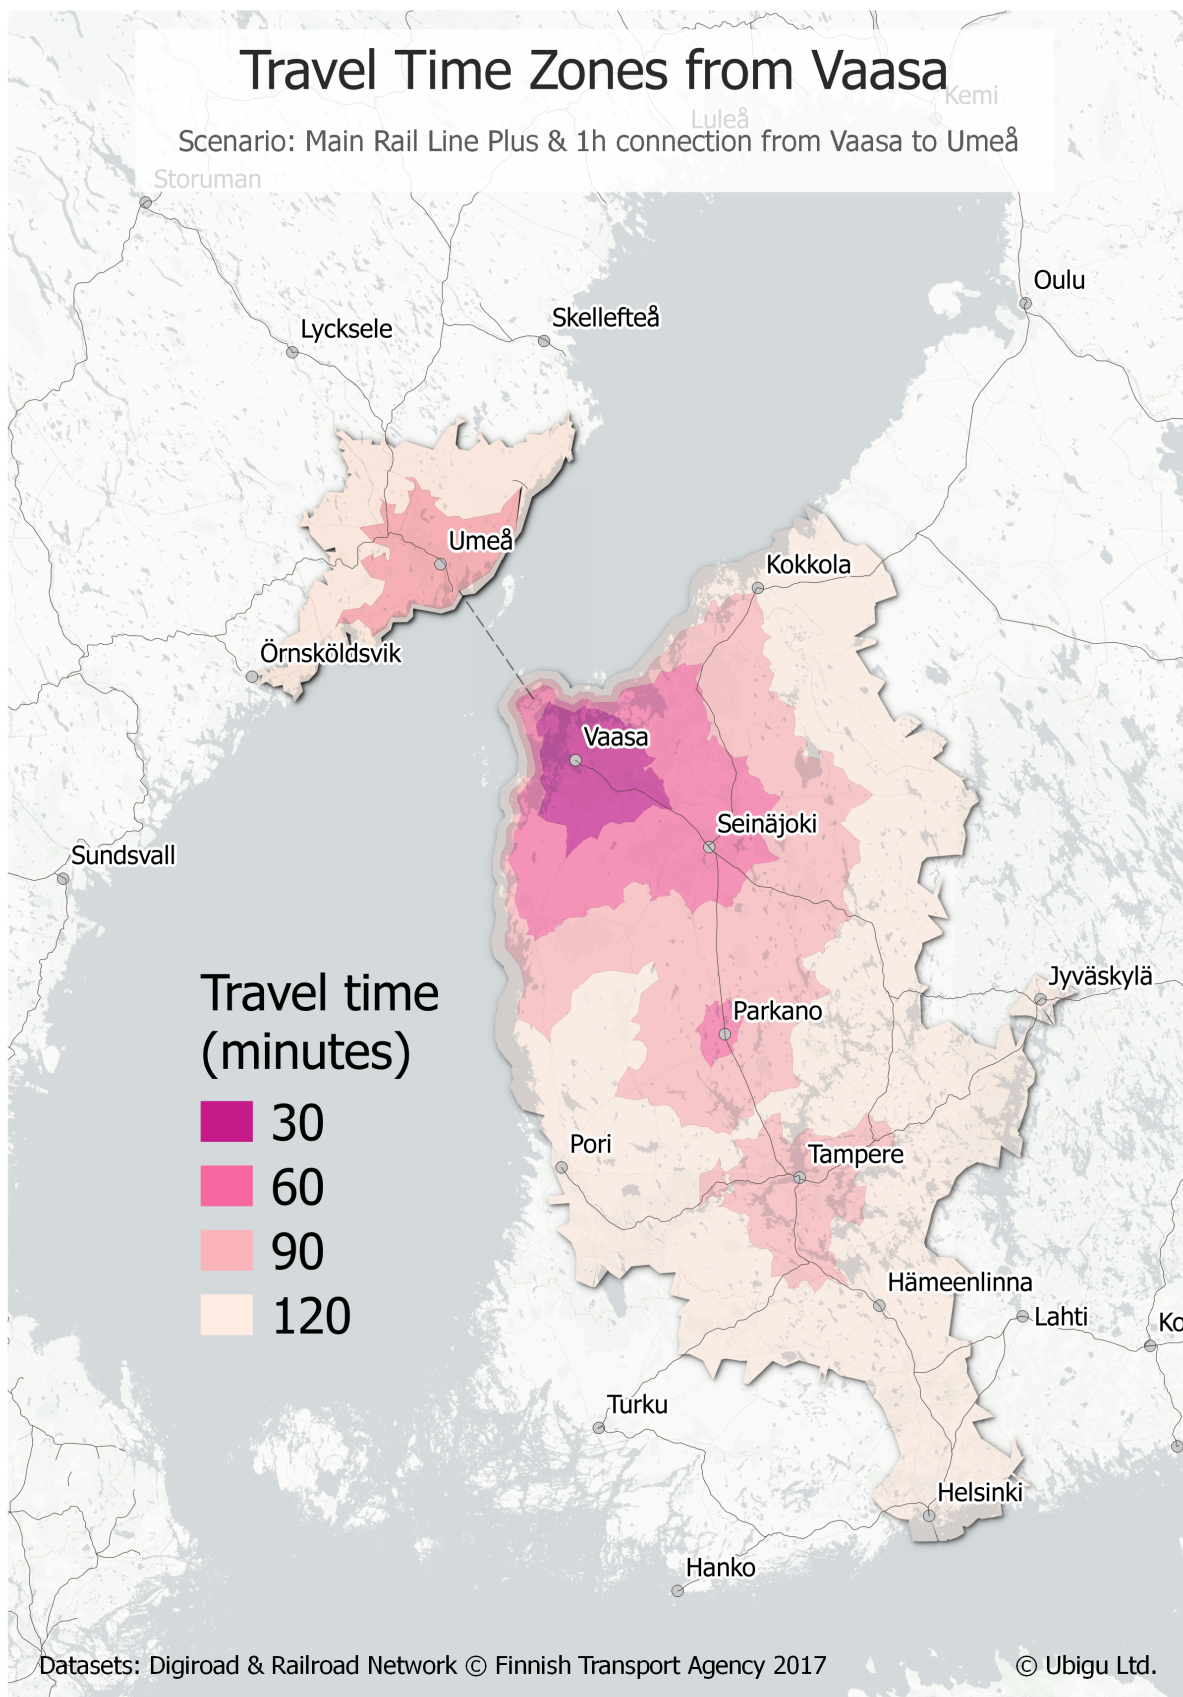 Travel Time Zones from Vaasa
Kemi
Luleå
Scenario: Main Rail Line Plus & 1h connection from Vaasa to Umeå
Storuman
Oulu
Skellefteå
Lycksele
Umeå
Kokkola
Örnsköldsvik
Vaasa
Seinäjoki
Sundsvall
Jyväskylä
Travel time
(minutes)
Parkano
30
60
90
120
Pori
Tampere
Hämeenlinna
Lahti
Ko
Turku
Helsinki
Hanko
Datasets: Digiroad & Railroad Network © Finnish Transport Agency 2017
© Ubigu Ltd.